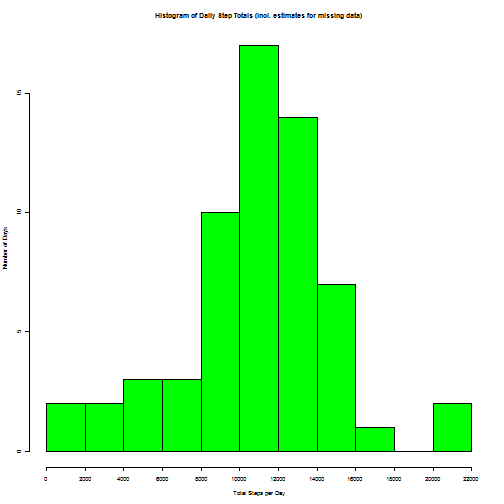 Histogram of Daily Step Totals (incl. estimates for missing data)
15
10
5
0
Number of Days
0 2000 4000 6000 8000 10000 12000 14000 16000 18000 20000 22000
Total Steps per Day